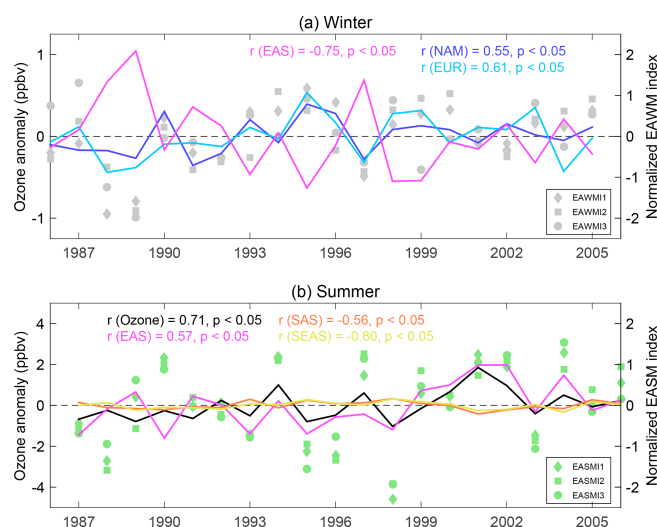 (a) Winter
r (EAS) = -0.75, p < 0.05
r (NAM) = 0.55, p < 0.05
r (EUR) = 0.61, p < 0.05
Ozone anomaly (ppbv)
1
0
-1
Normalized EAWM index
2
1
0
-1
-2
EAWMI1
EAWMI2
EAWMI3
1987 1990 1993 1996 1999 2002 2005
(b) Summer
r (Ozone) = 0.71, p < 0.05
r (SAS) = -0.56, p < 0.05
r (EAS) = 0.57, p < 0.05
r (SEAS) = -0.80, p < 0.05
Ozone anomaly (ppbv)
4
2
0
-2
-4
Normalized EASM index
2
1
0
-1
-2
EASMI1
EASMI2
EASMI3
1987 1990 1993 1996 1999 2002 2005